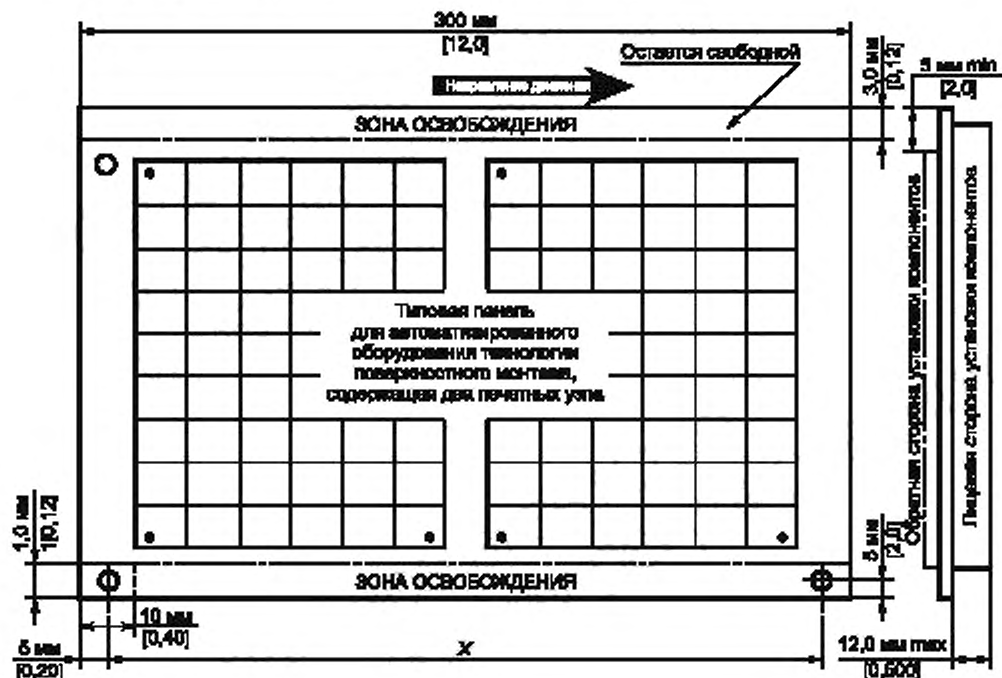 300 мм
[12,0]
Остается свободной
3,0 мм
[0,12]
5 мм min
[2,0]
Направление движения
ЗОНА ОСВОБОЖДЕНИЯ
Типовая панель
для автоматизированного
оборудования технологии
поверхностного монтажа,
содержащая два печатных узла
Обратная сторона установки компонентов
Лицевая сторона установки компонентов
1,0 мм
1[0,12]
5 мм
[2,0]
ЗОНА ОСВОБОЖДЕНИЯ
10 мм
[0,40]
5 мм
[0,20]
X
12,0 мм max
[0,500]